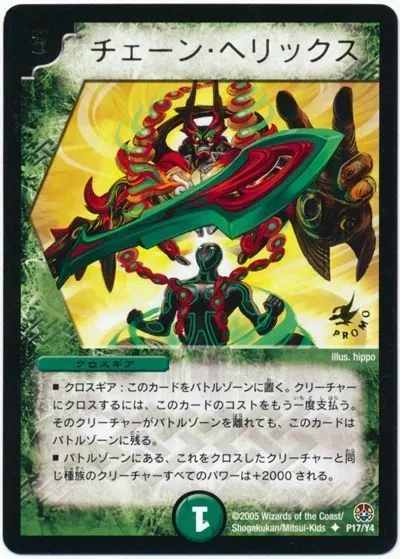 チェーン・ヘリックス
PROMO
illus. hippo
クロスギア
■ クロスギア：このカードをバトルゾーンに置く。クリーチャー
にクロスするには、このカードのコストをもう一度支払う。
そのクリーチャーがバトルゾーンを離れても、このカードは
バトルゾーンに残る。
■ バトルゾーンにある、これをクロスしたクリーチャーと同
じ種族のクリーチャーすべてのパワーは+2000 される。
1
©2005 Wizards of the Coast/
Shogakukan/Mitsui-Kids ✦ P17/Y4